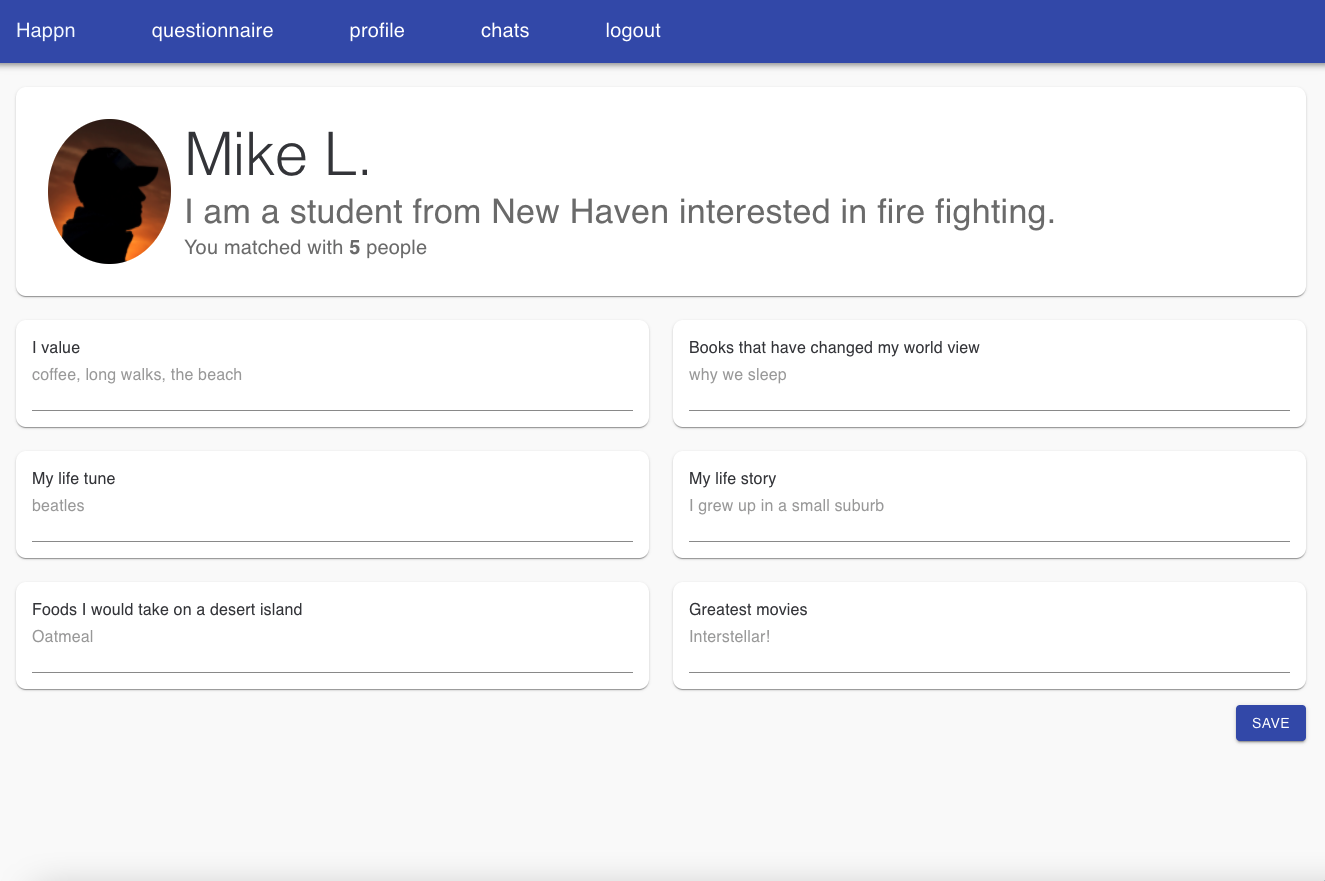 Happn questionnaire profile chats logout
Mike L.
I am a student from New Haven interested in fire fighting.
You matched with 5 people
I value
coffee, long walks, the beach
Books that have changed my world view
why we sleep
My life tune
beatles
My life story
I grew up in a small suburb
Foods I would take on a desert island
Oatmeal
Greatest movies
Interstellar!
SAVE